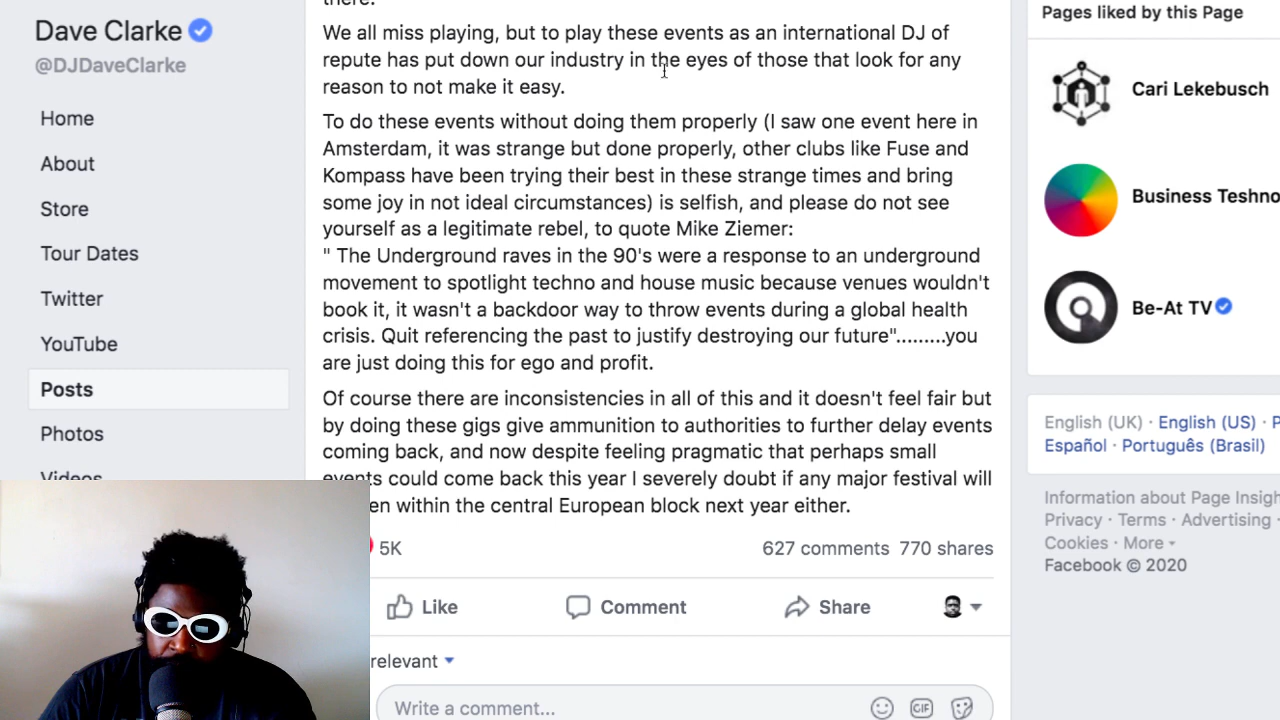 Dave Clarke
@DJDaveClarke
Home
About
Store
Tour Dates
Twitter
YouTube
Posts
Photos
Videos
there.
We all miss playing, but to play these events as an international DJ of
repute has put down our industry in the eyes of those that look for any
reason to not make it easy.
To do these events without doing them properly (I saw one event here in
Amsterdam, it was strange but done properly, other clubs like Fuse and
Kompass have been trying their best in these strange times and bring
some joy in not ideal circumstances) is selfish, and please do not see
yourself as a legitimate rebel, to quote Mike Ziemer:
" The Underground raves in the 90's were a response to an underground
movement to spotlight techno and house music because venues wouldn't
book it, it wasn't a backdoor way to throw events during a global health
crisis. Quit referencing the past to justify destroying our future".........you
are just doing this for ego and profit.
Of course there are inconsistencies in all of this and it doesn't feel fair but
by doing these gigs give ammunition to authorities to further delay events
coming back, and now despite feeling pragmatic that perhaps small
events could come back this year I severely doubt if any major festival will
en within the central European block next year either.
5K
627 comments 770 shares
Like
Comment
Share
relevant
Write a comment...
GIF
Pages liked by this Page
Cari Lekebusch
Business Techno
Be-At TV
English (UK) · English (US) · P
Español · Português (Brasil)
Information about Page Insigh
Privacy · Terms · Advertising ·
Cookies · More
Facebook © 2020